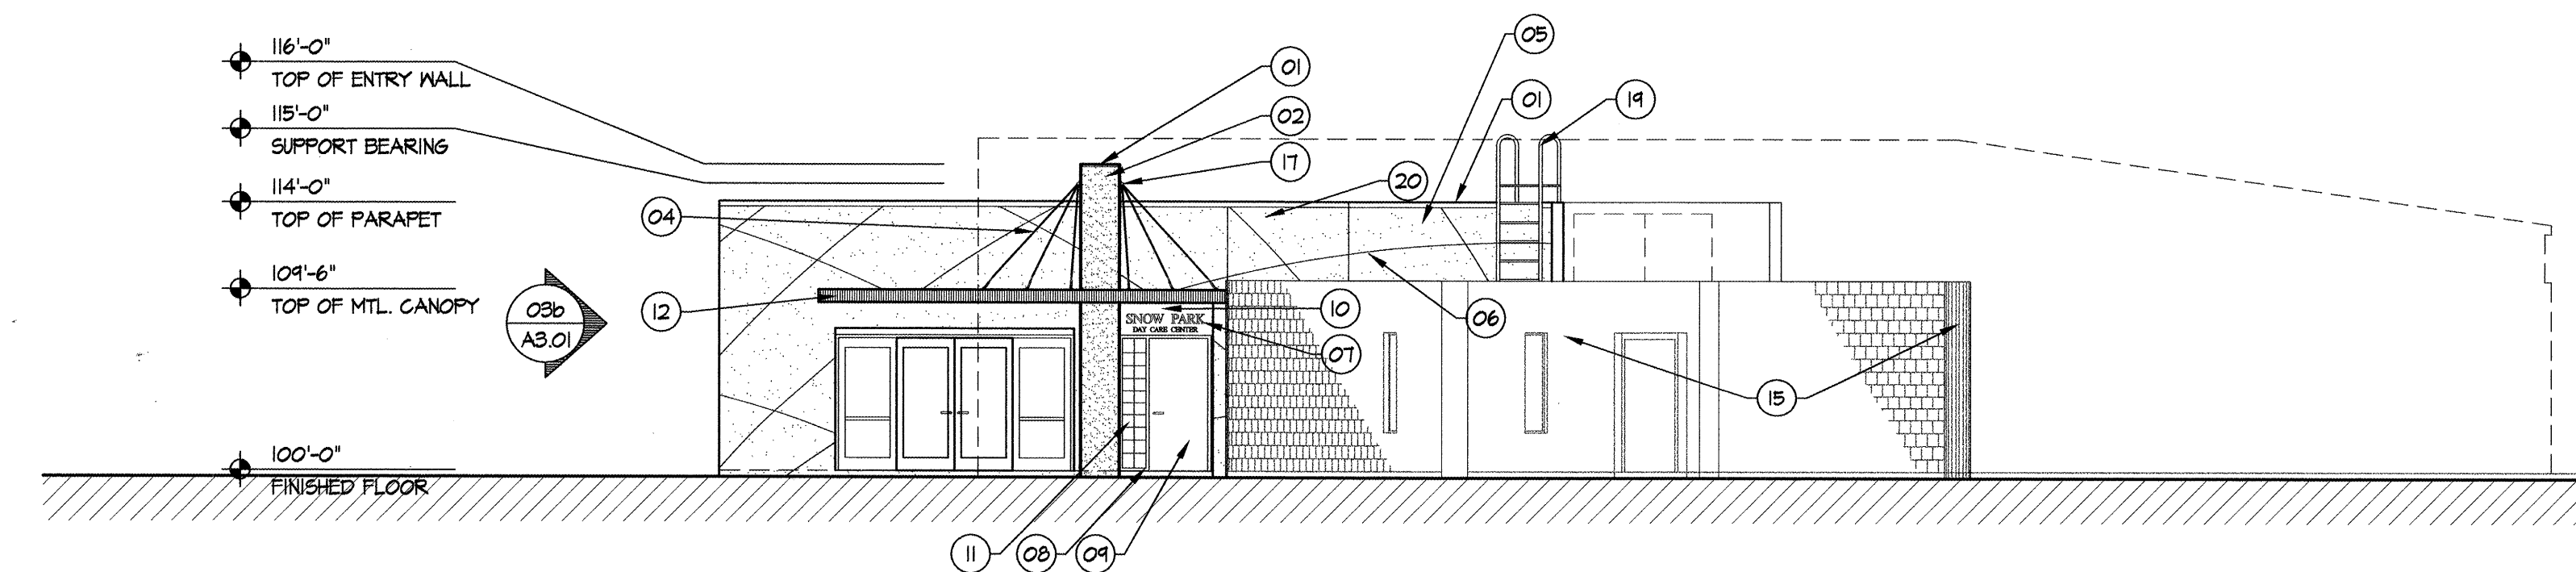 116'-0"
TOP OF ENTRY WALL
115'-0"
SUPPORT BEARING
114'-0"
TOP OF PARAPET
109'-6"
TOP OF MTL. CANOPY
100'-0"
FINISHED FLOOR
03b
A3.01
04
12
01
02
17
20
05
01
19
10
07
06
15
SNOW PARK
DAY CARE CENTER
11
08
09